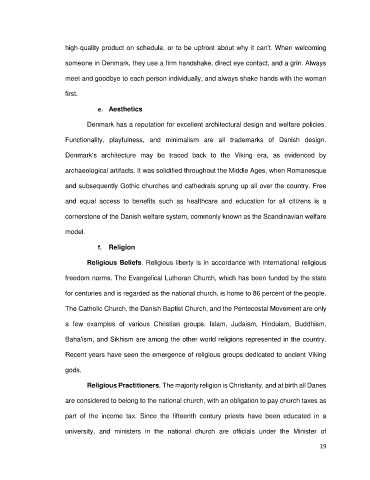 high-quality product on schedule, or to be upfront about why it can't. When welcoming
someone in Denmark, they use a firm handshake, direct eye contact, and a grin. Always
meet and goodbye to each person individually, and always shake hands with the woman
first.
e. Aesthetics
Denmark has a reputation for excellent architectural design and welfare policies.
Functionality, playfulness, and minimalism are all trademarks of Danish design.
Denmark's architecture may be traced back to the Viking era, as evidenced by
archaeological artifacts. It was solidified throughout the Middle Ages, when Romanesque
and subsequently Gothic churches and cathedrals sprung up all over the country. Free
and equal access to benefits such as healthcare and education for all citizens is a
cornerstone of the Danish welfare system, commonly known as the Scandinavian welfare
model.
f. Religion
Religious Beliefs. Religious liberty is in accordance with international religious
freedom norms. The Evangelical Lutheran Church, which has been funded by the state
for centuries and is regarded as the national church, is home to 86 percent of the people.
The Catholic Church, the Danish Baptist Church, and the Pentecostal Movement are only
a few examples of various Christian groups. Islam, Judaism, Hinduism, Buddhism,
Baha'ism, and Sikhism are among the other world religions represented in the country.
Recent years have seen the emergence of religious groups dedicated to ancient Viking
gods.
Religious Practitioners. The majority religion is Christianity, and at birth all Danes
are considered to belong to the national church, with an obligation to pay church taxes as
part of the income tax. Since the fifteenth century priests have been educated in a
university, and ministers in the national church are officials under the Minister of
19